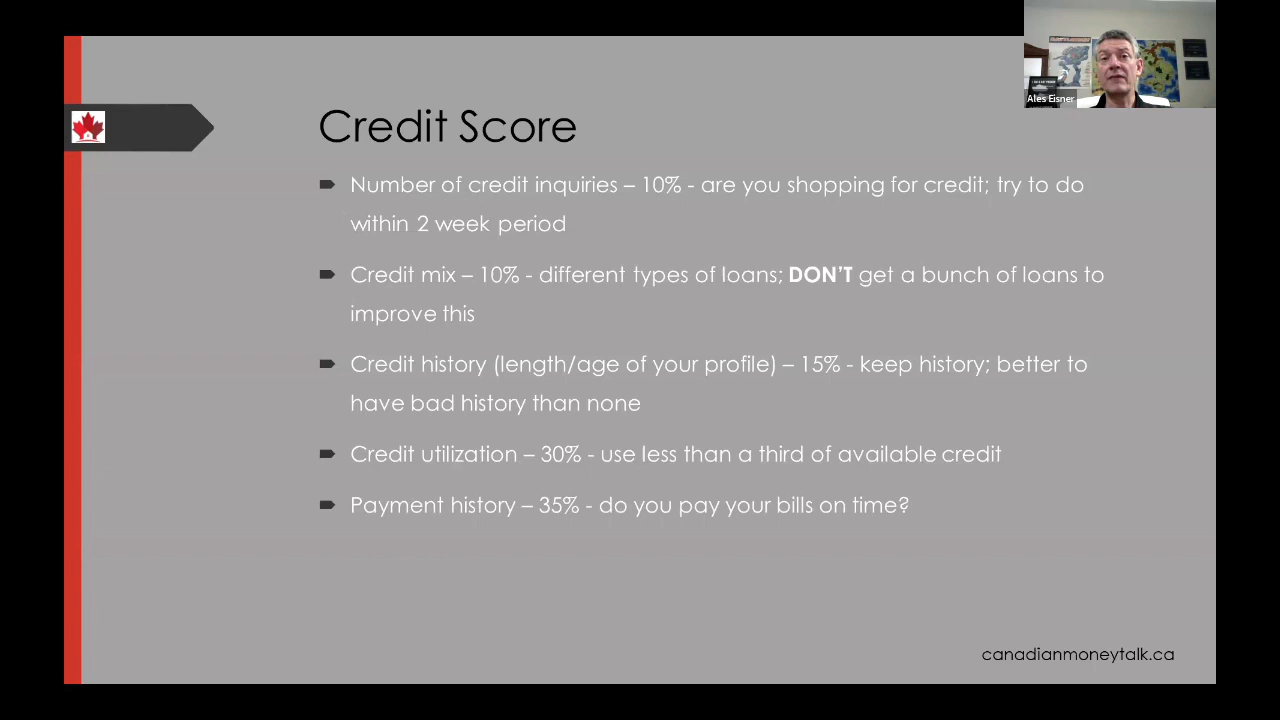 Ales Eisner
Credit Score
Number of credit inquiries – 10% - are you shopping for credit; try to do
within 2 week period
Credit mix – 10% - different types of loans; DON'T get a bunch of loans to
improve this
Credit history (length/age of your profile) – 15% - keep history; better to
have bad history than none
Credit utilization – 30% - use less than a third of available credit
Payment history – 35% - do you pay your bills on time?
canadianmoneytalk.ca